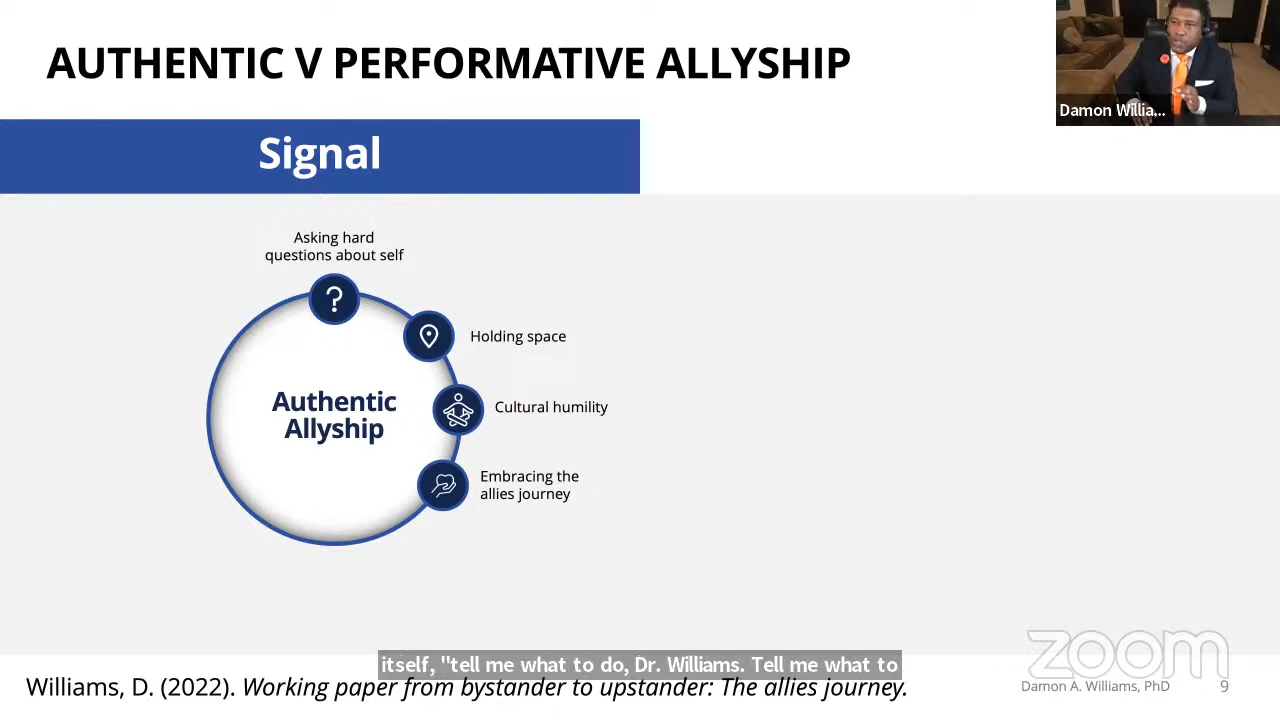 AUTHENTIC V PERFORMATIVE ALLYSHIP
Damon Willia...
Signal
Asking hard
questions about self
?
Holding space
Authentic
Allyship
Cultural humility
Embracing the
allies journey
itself, "tell me what to do, Dr. Williams. Tell me what to
zoom
Williams, D. (2022). Working paper from bystander to upstander: The allies journey.
Damon A. Williams, PhD
9